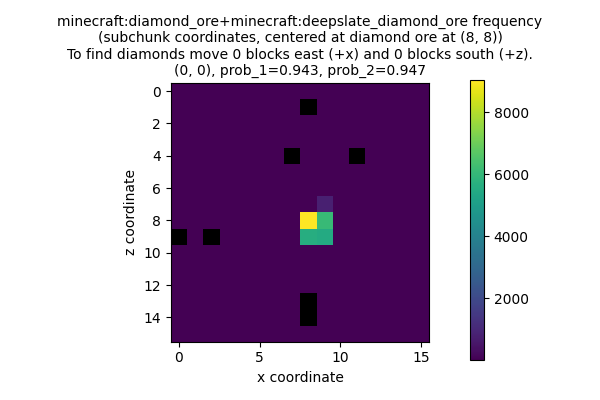 minecraft:diamond_ore+minecraft:deepslate_diamond_ore frequency
(subchunk coordinates, centered at diamond ore at (8, 8))
To find diamonds move 0 blocks east (+x) and 0 blocks south (+z).
(0, 0), prob_1=0.943, prob_2=0.947
0
2
4
6
8
10
12
14
z coordinate
0
5
10
15
x coordinate
8000
6000
4000
2000